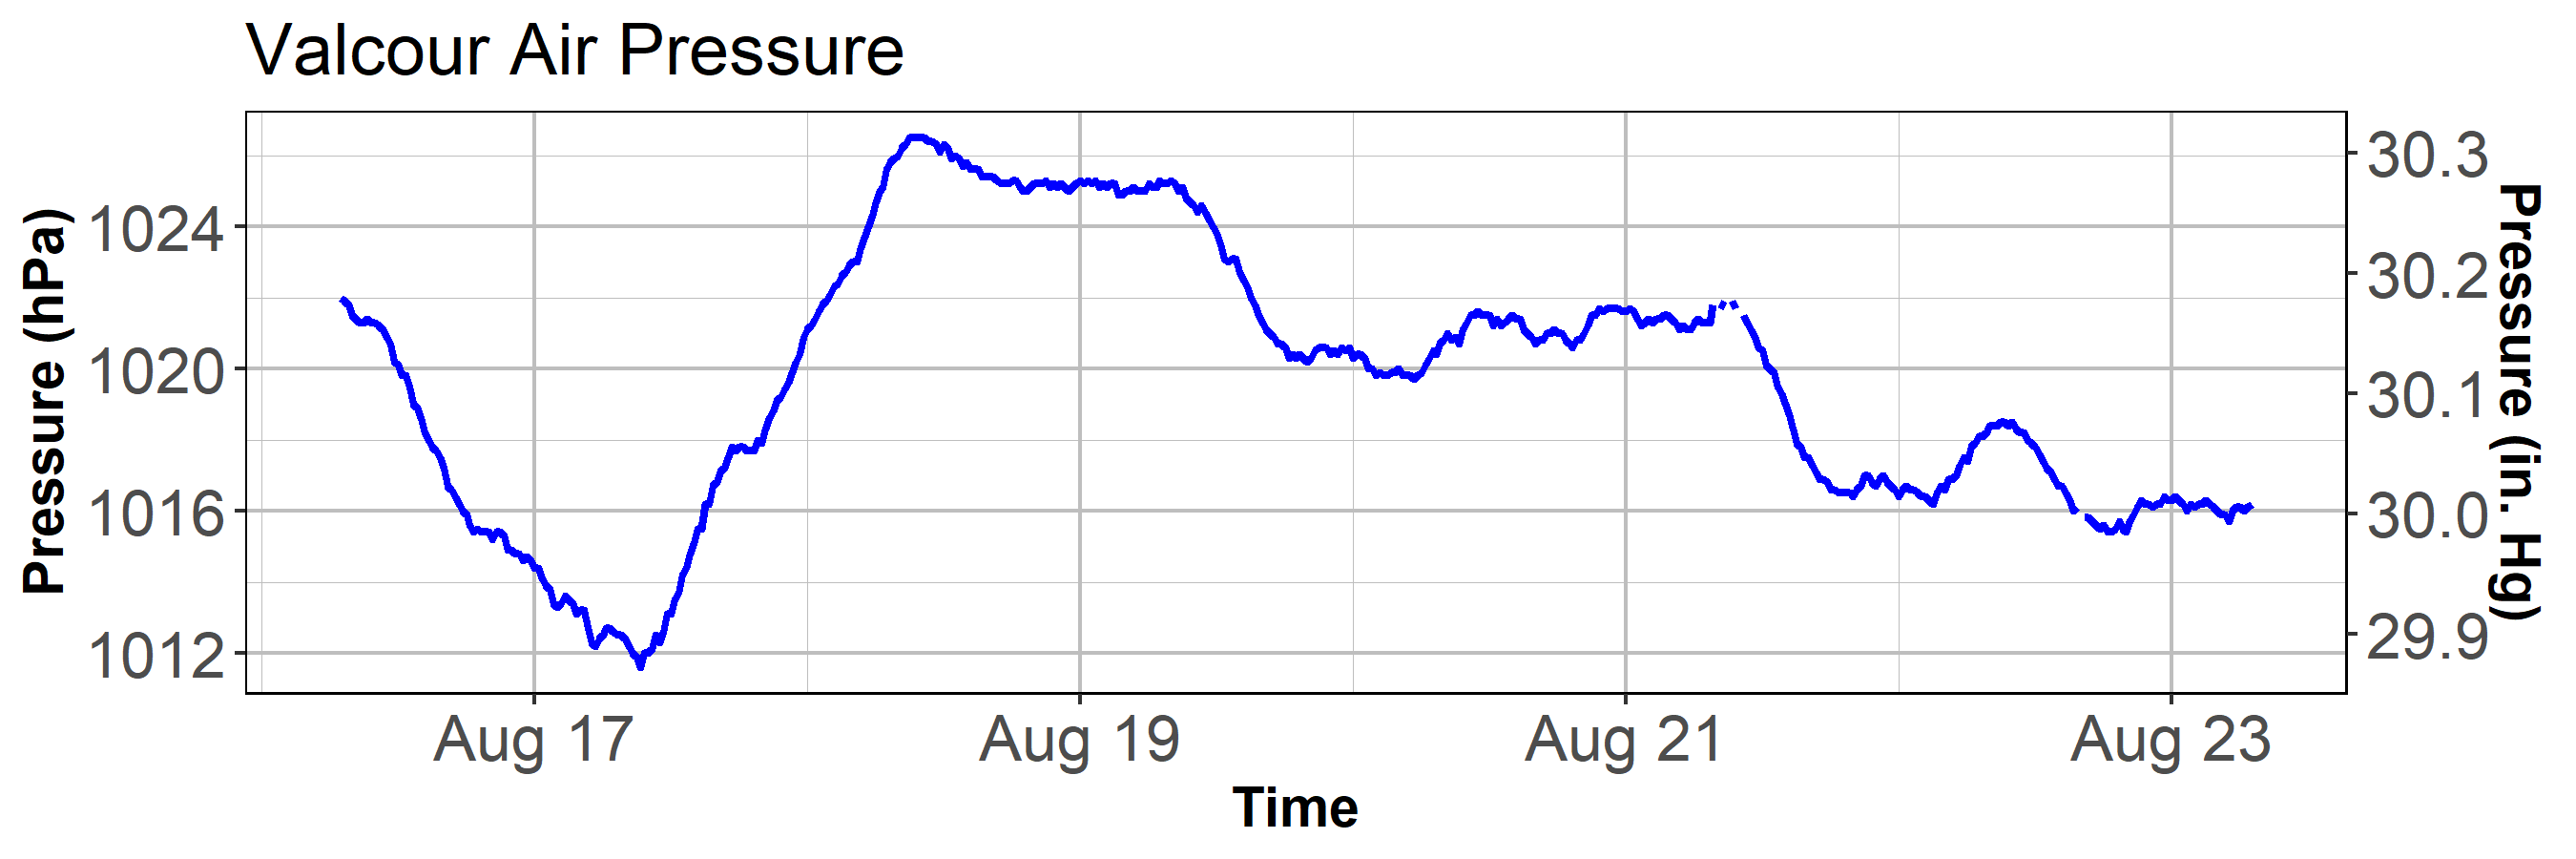 Valcour Air Pressure
Pressure (hPa)
1024
1020
1016
1012
30.3
30.2
30.1
30.0
29.9
Pressure (in. Hg)
Aug 17
Aug 19
Aug 21
Aug 23
Time